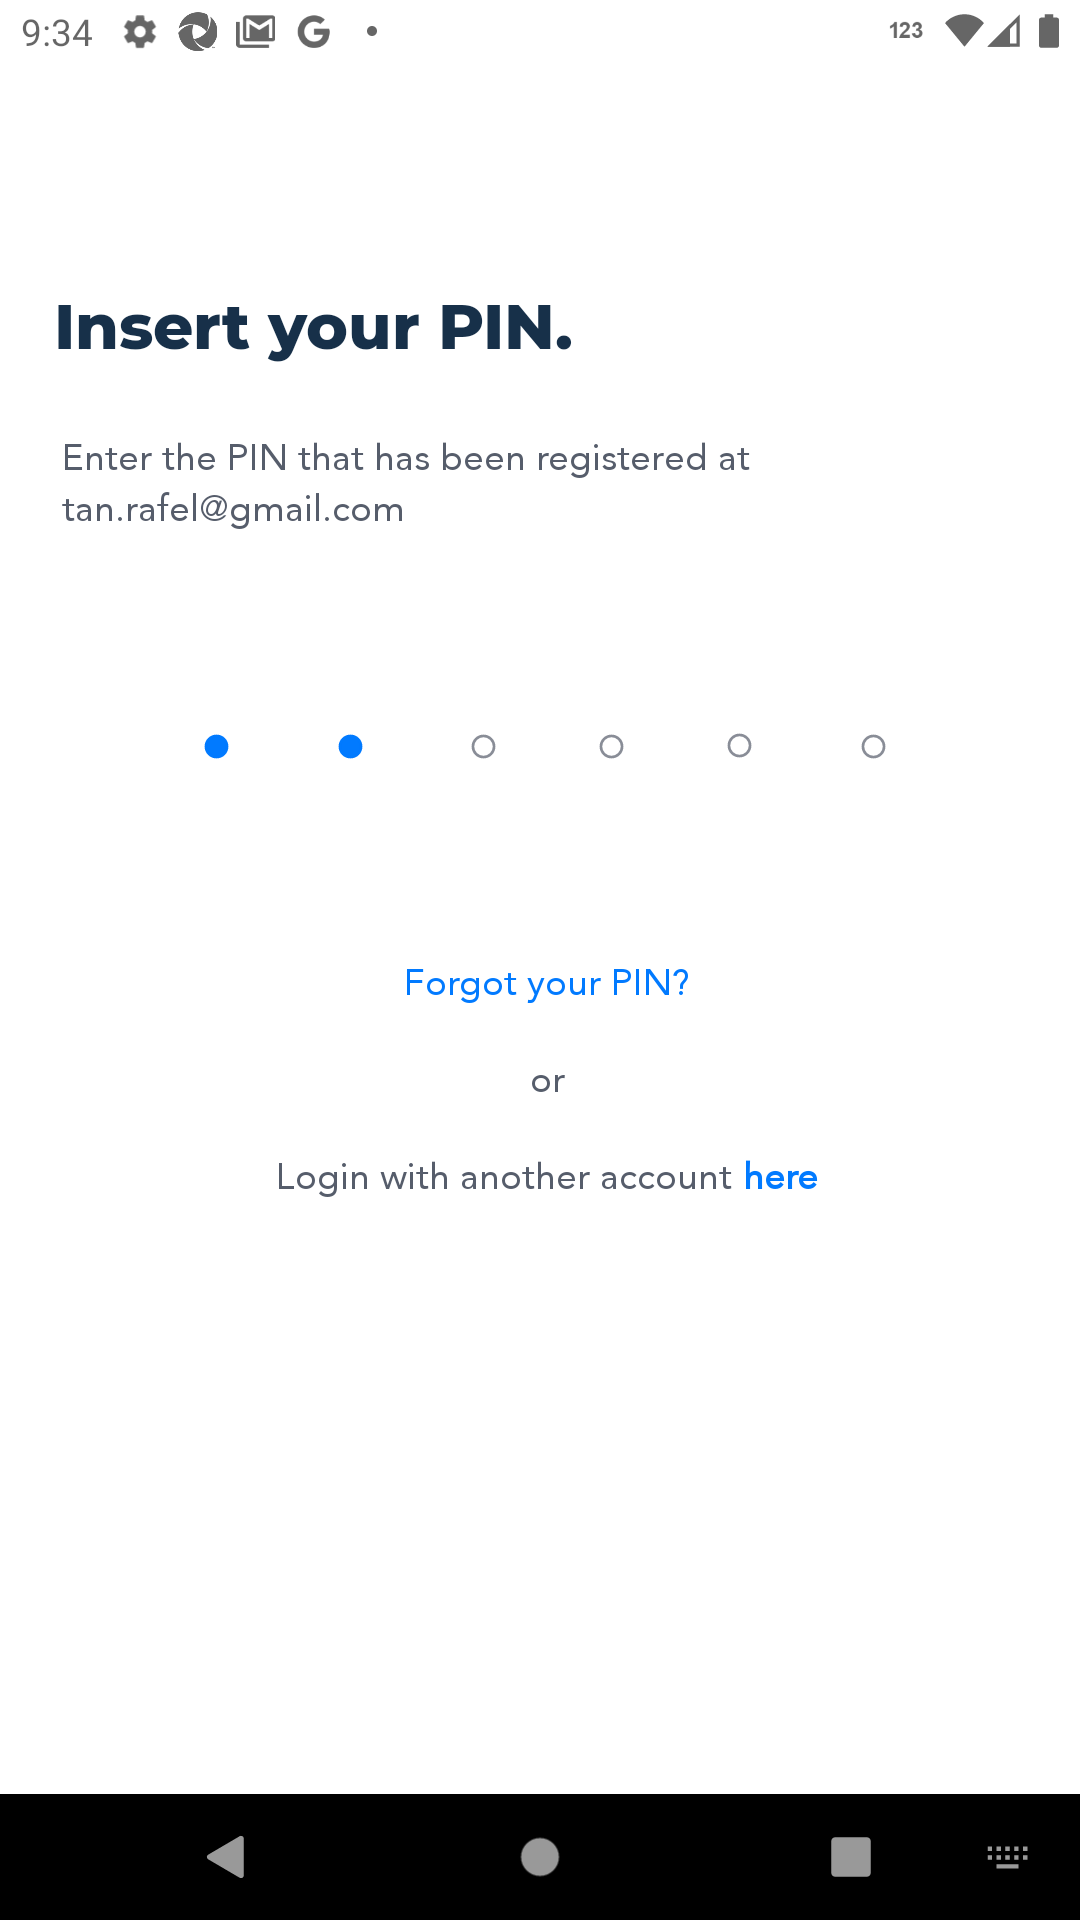 9:34
123
Insert your PIN.
Enter the PIN that has been registered at
tan.rafel@gmail.com
Forgot your PIN?
or
Login with another account here